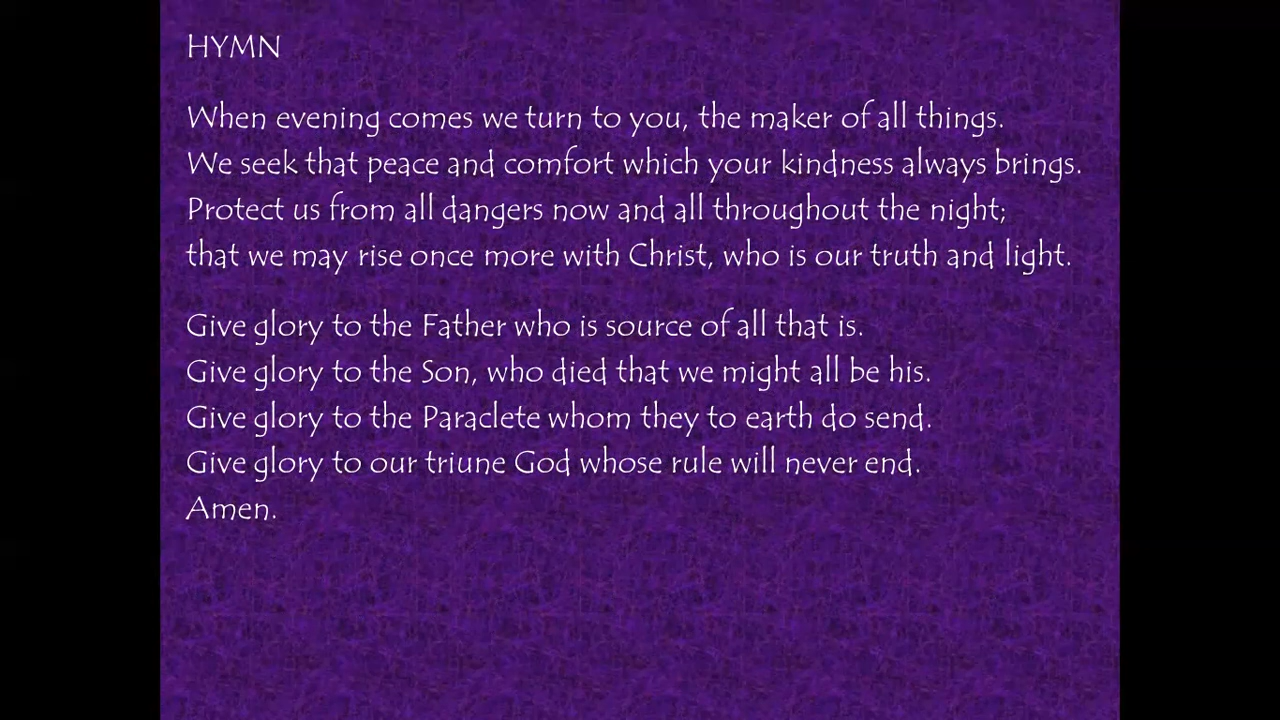 HYMN
When evening comes we turn to you, the maker of all things.
We seek that peace and comfort which your kindness always brings.
Protect us from all dangers now and all throughout the night;
that we may rise once more with Christ, who is our truth and light.
Give glory to the Father who is source of all that is.
Give glory to the Son, who died that we might all be his.
Give glory to the Paraclete whom they to earth do send.
Give glory to our triune God whose rule will never end.
Amen.